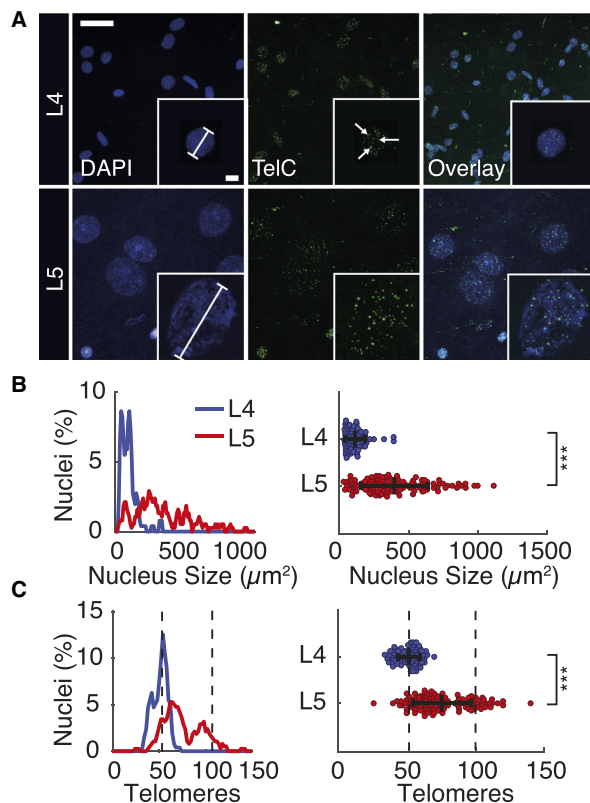 A
L4
DAPI
TelC
Overlay
L5
B
10
5
0
Nuclei (%)
L4
L5
0
500
1000
Nucleus Size (µm²)
L4
L5
***
0
500
1000
1500
Nucleus Size (µm²)
C
15
10
5
0
Nuclei (%)
0
50
100
150
Telomeres
L4
L5
***
0
50
100
150
Telomeres